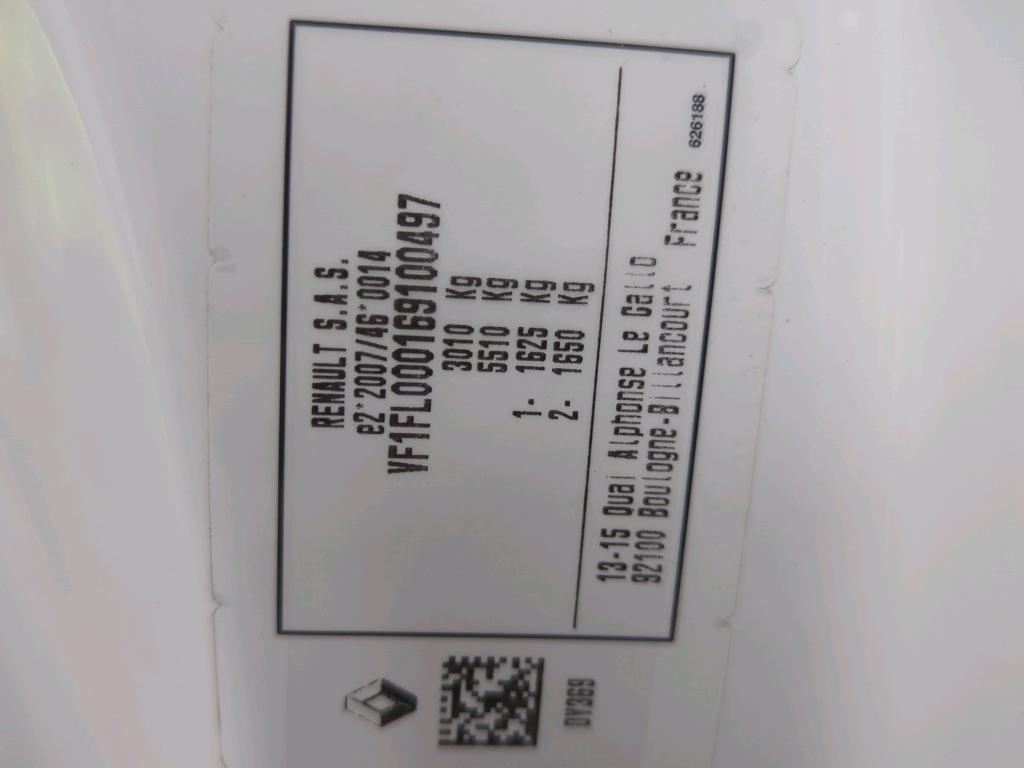 RENAULT S.A.S.
e2*2007/46*0014
VF1FL000169100497
3010 Kg
5510 Kg
1- 1625 Kg
2- 1650 Kg
13-15 Quai Alphonse Le Gallo
92100 Boulogne-Billancourt France
626188
DY369